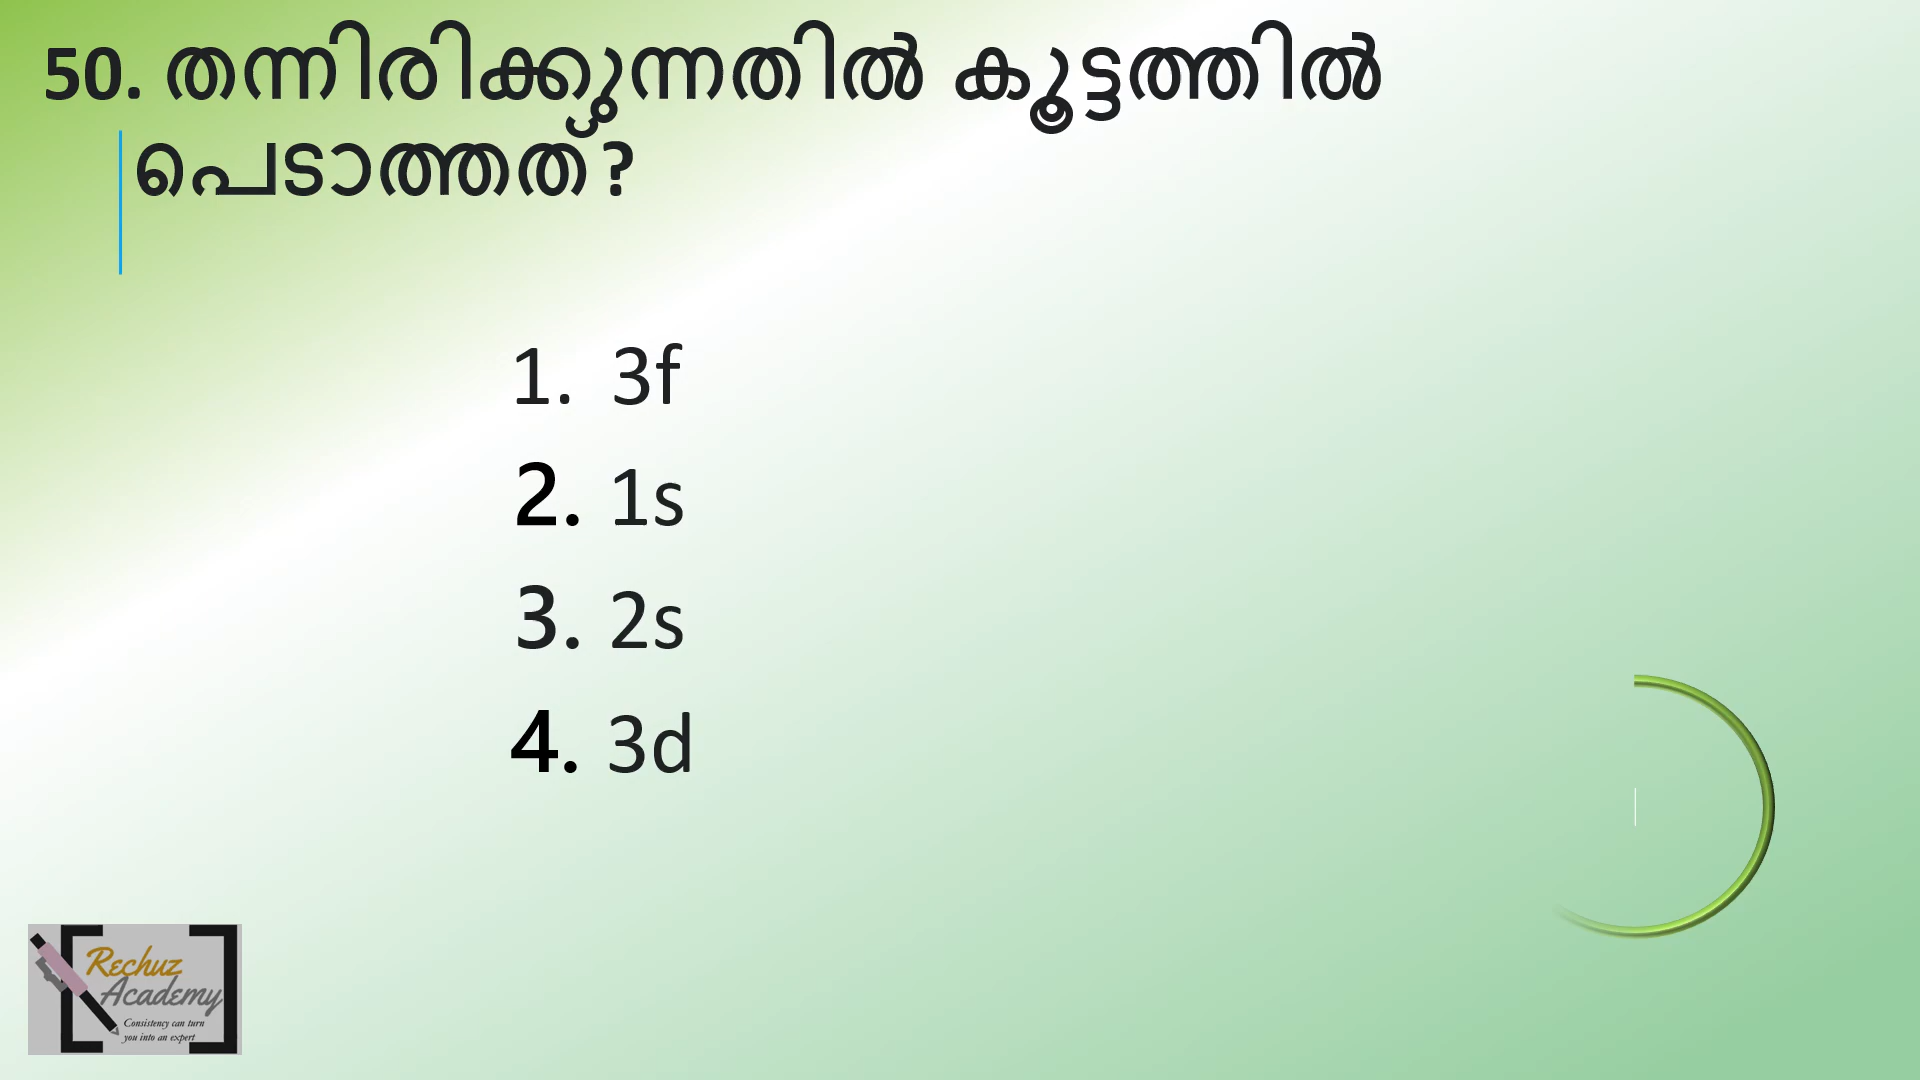 50. തന്നിരിക്കുന്നതിൽ കൂട്ടത്തിൽ
പെടാത്തത്?
1. 3f
2. 1s
3. 2s
4. 3d
Rechuz
Academy
Consistency can turn
you into an expert